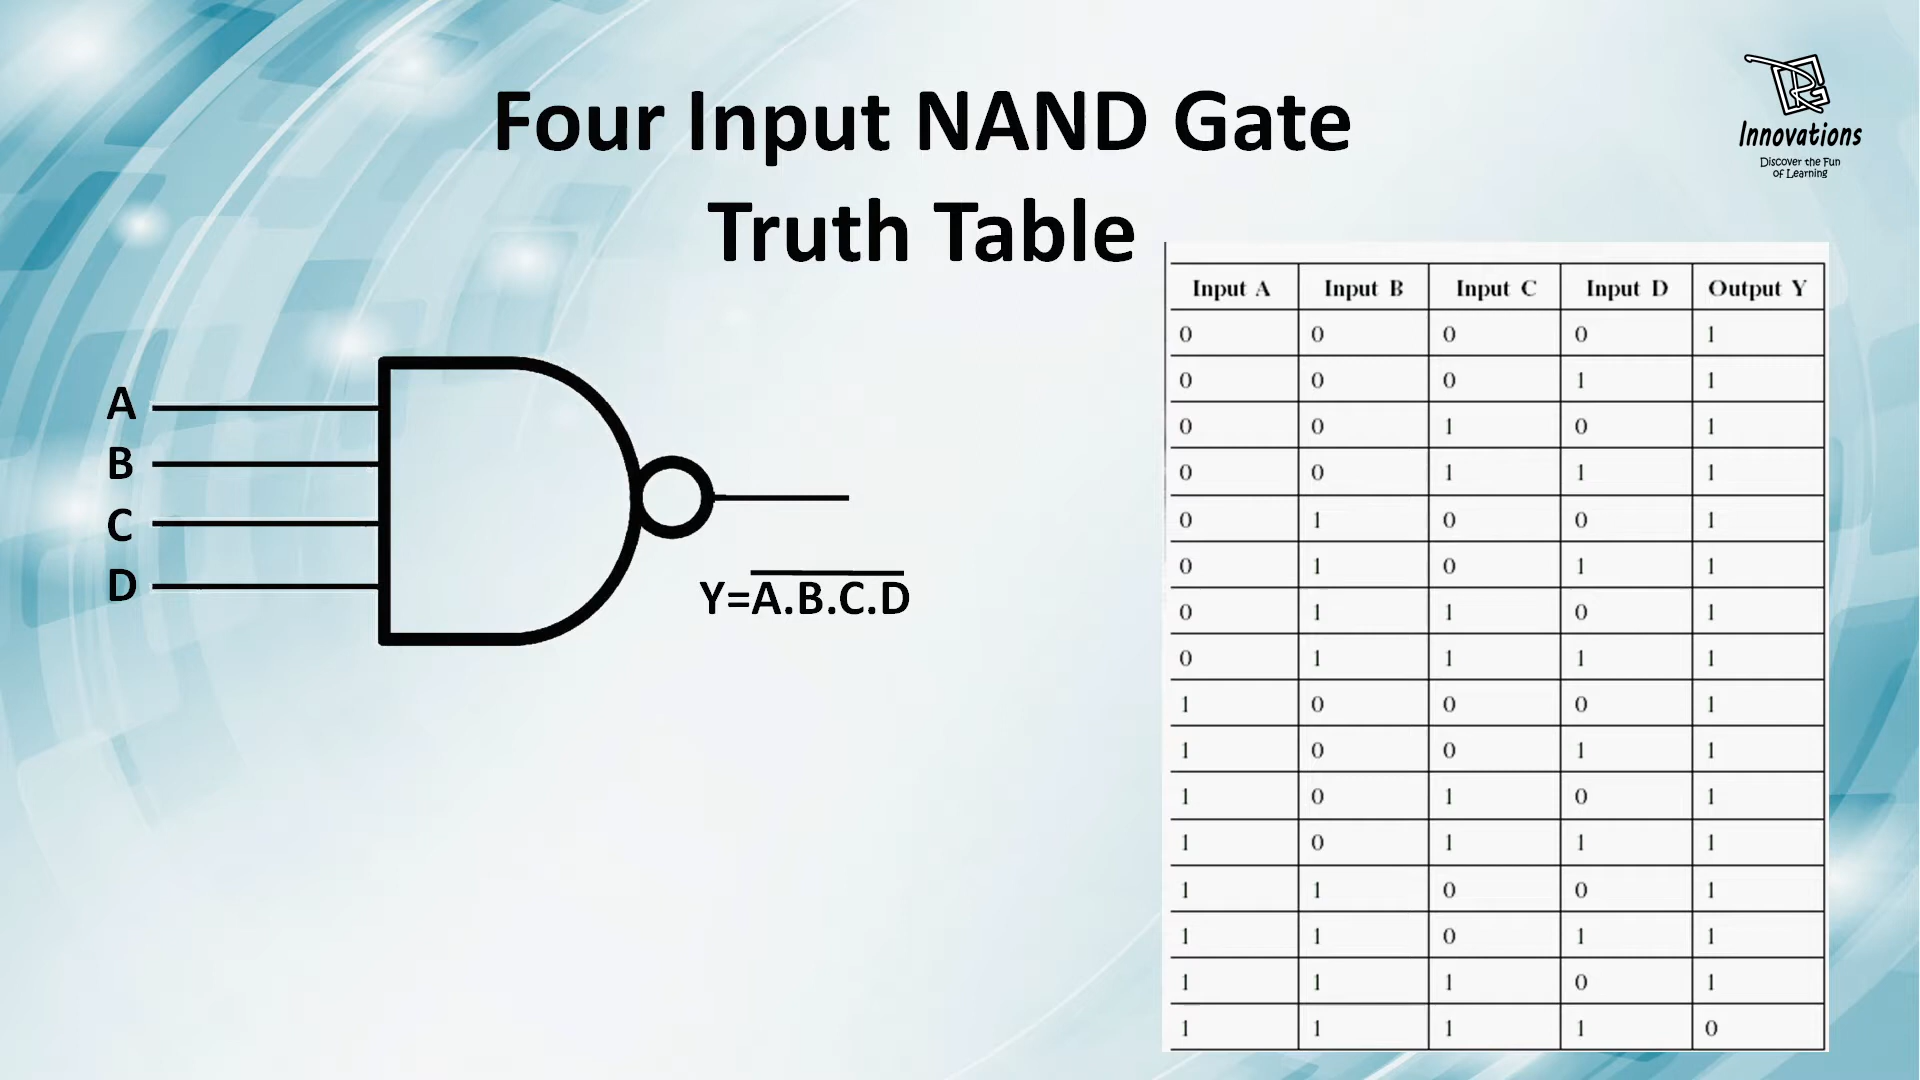 Four Input NAND Gate
Truth Table
Innovations
Discover the Fun
of Learning
A
B
C
D
Y=A.B.C.D
Input A Input B Input C Input D Output Y
0 0 0 0 1
0 0 0 1 1
0 0 1 0 1
0 0 1 1 1
0 1 0 0 1
0 1 0 1 1
0 1 1 0 1
0 1 1 1 1
1 0 0 0 1
1 0 0 1 1
1 0 1 0 1
1 0 1 1 1
1 1 0 0 1
1 1 0 1 1
1 1 1 0 1
1 1 1 1 0